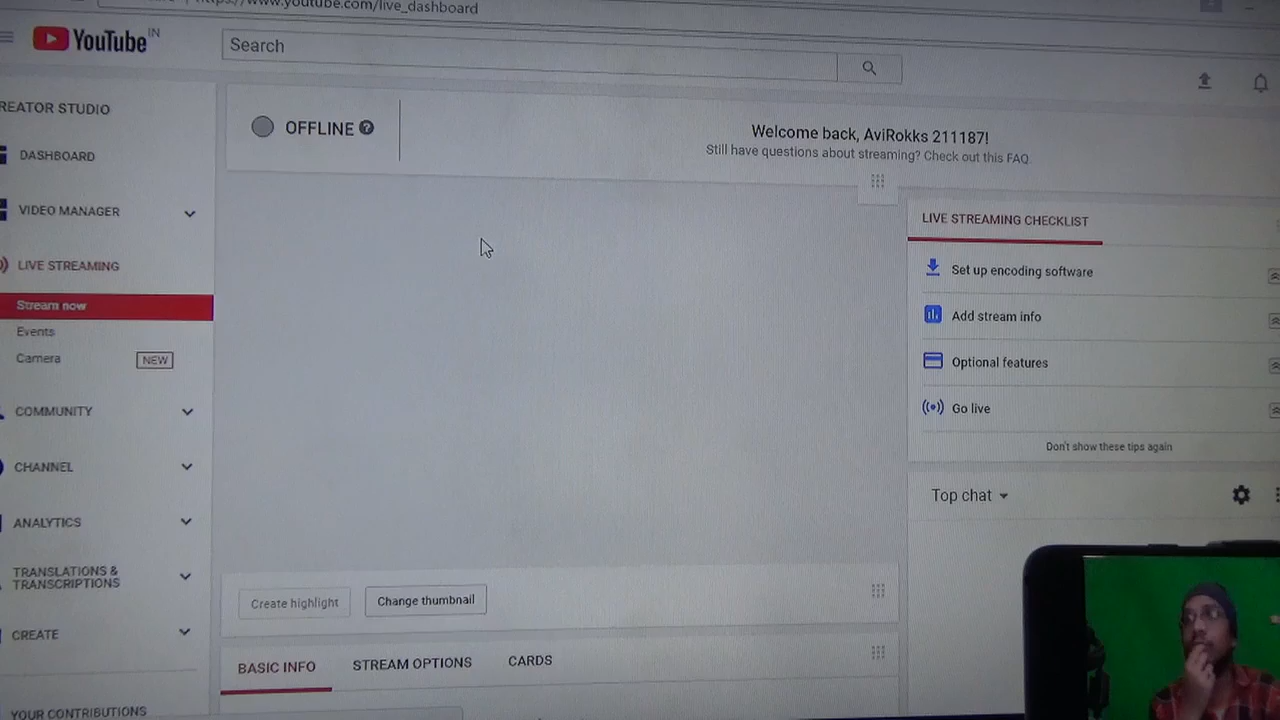 https://www.youtube.com/live_dashboard
YouTube IN
Search
CREATOR STUDIO
DASHBOARD
VIDEO MANAGER
LIVE STREAMING
Stream now
Events
Camera NEW
COMMUNITY
CHANNEL
ANALYTICS
TRANSLATIONS &
TRANSCRIPTIONS
CREATE
YOUR CONTRIBUTIONS
OFFLINE ?
Welcome back, AviRokks 211187!
Still have questions about streaming? Check out this FAQ.
LIVE STREAMING CHECKLIST
Set up encoding software
Add stream info
Optional features
Go live
Don't show these tips again
Top chat
Create highlight
Change thumbnail
BASIC INFO
STREAM OPTIONS
CARDS